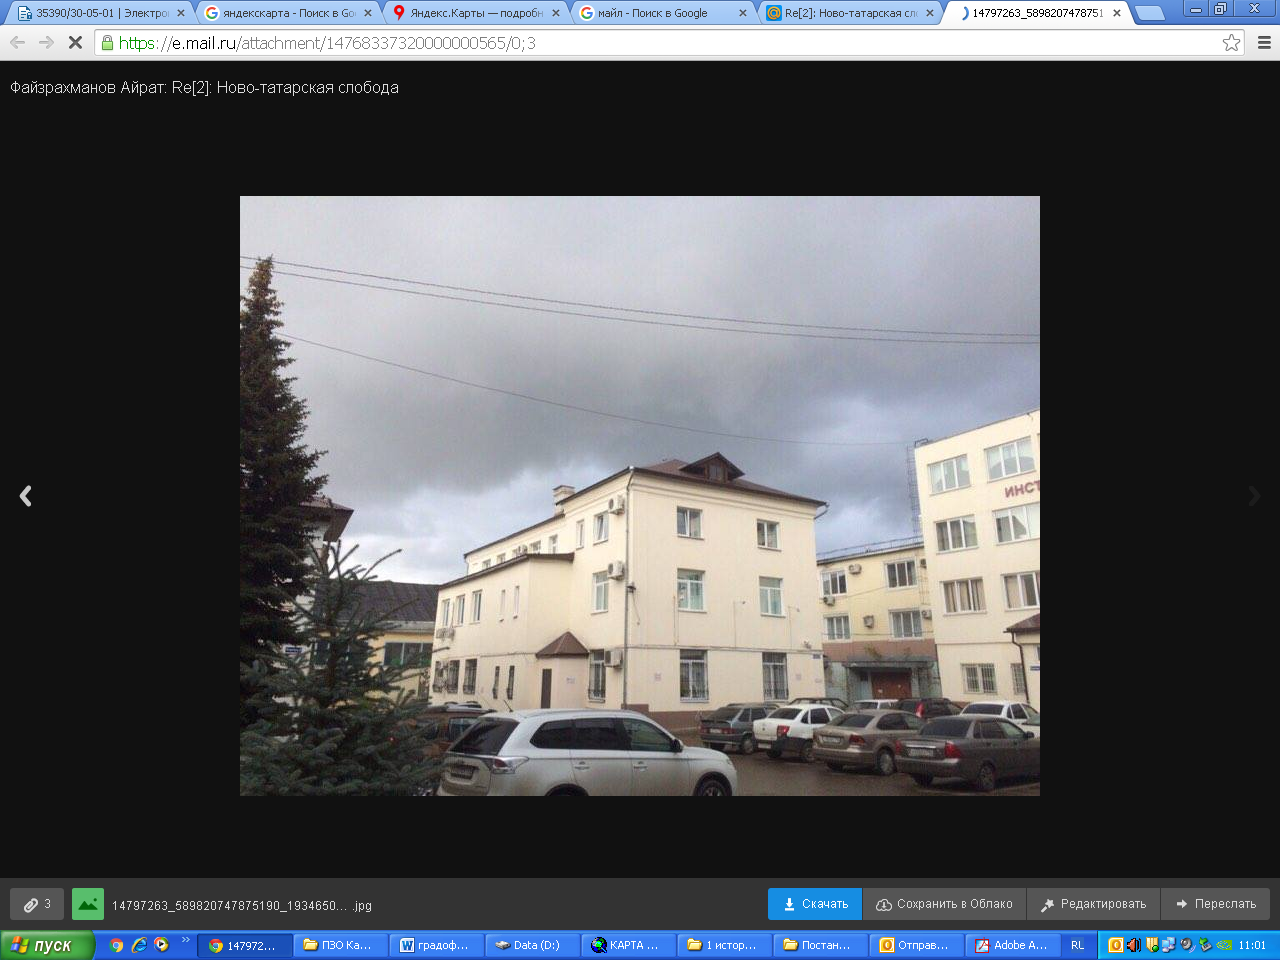 35390/30-05-01 | Электро
яндекскарта - Поиск в Go
Яндекс.Карты — подробн
майл - Поиск в Google
Re[2]: Ново-татарская сло
14797263_5898207478751
https://e.mail.ru/attachment/14768337320000000565/0;3
Файзрахманов Айрат: Re[2]: Ново-татарская слобода
ИНСТ
3
14797263_589820747875190_1934650... .jpg
Скачать
Сохранить в Облако
Редактировать
Переслать
пуск
147972...
ПЗО Ка...
градоф...
Data (D:)
КАРТА ...
1 истор...
Постан...
Отправ...
Adobe A...
RL
11:01